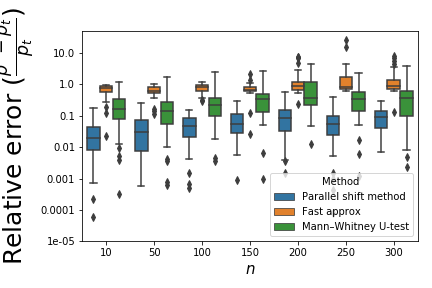 Relative error (p − p_t / p_t)
10.0
1.0
0.1
0.01
0.001
0.0001
1e-05
10 50 100 150 200 250 300
n
Method
Parallel shift method
Fast approx
Mann–Whitney U-test